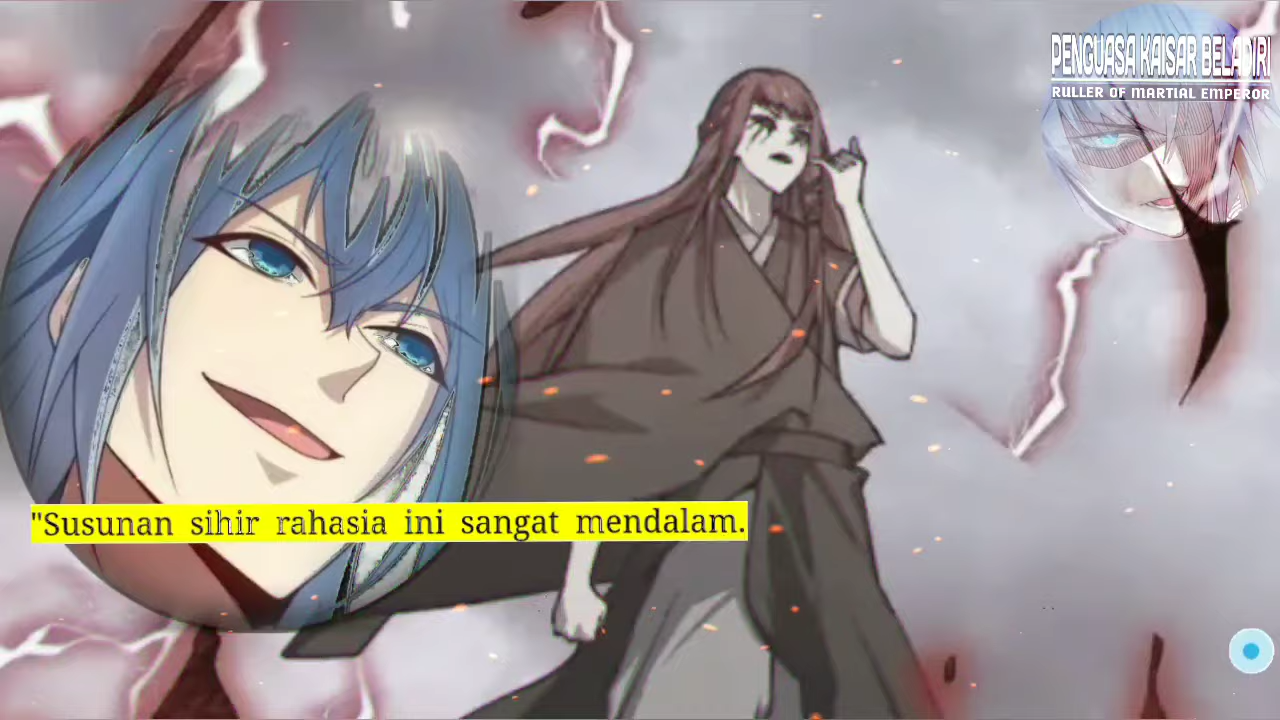 PENGUASA KAISAR BELADIRI
RULLER OF MARTIAL EMPEROR
"Susunan sihir rahasia ini sangat mendalam.